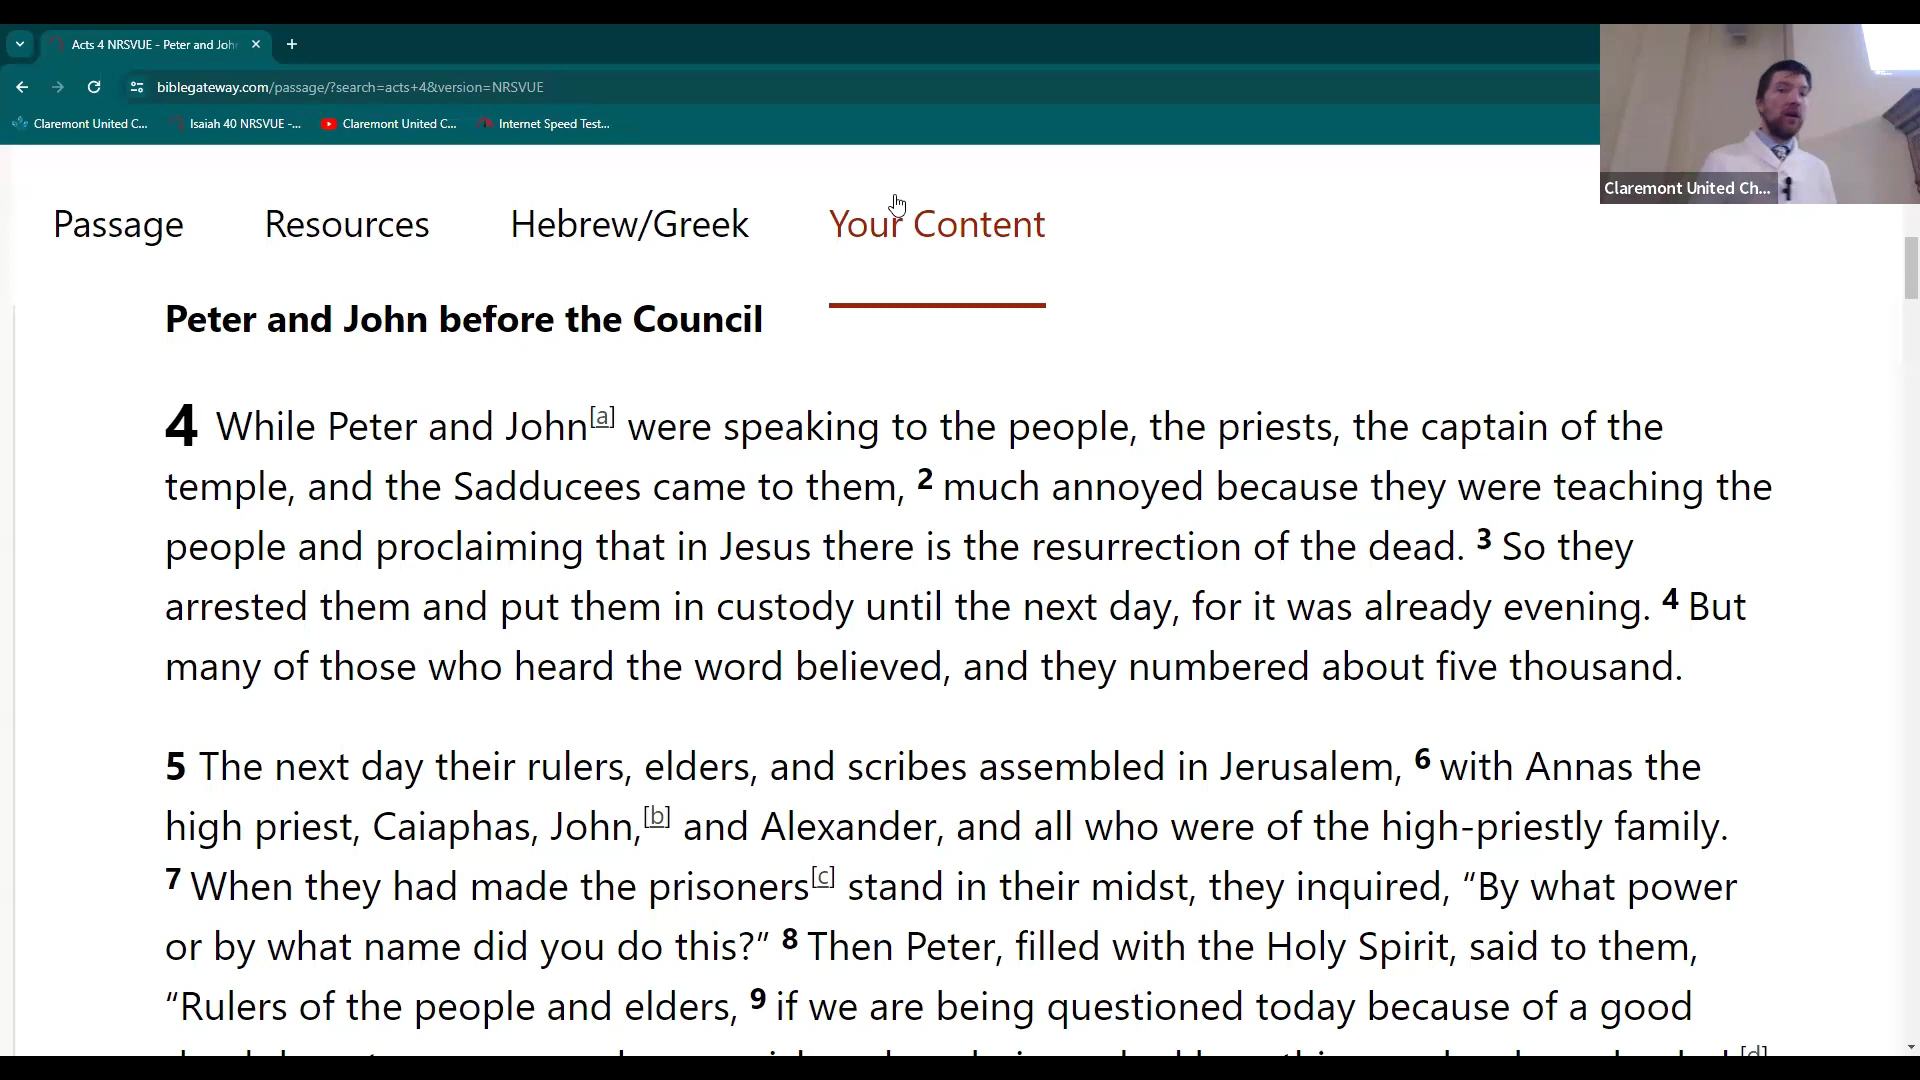 Acts 4 NRSVUE - Peter and Joh
biblegateway.com/passage/?search=acts+4&version=NRSVUE
Claremont United C... Isaiah 40 NRSVUE -... Claremont United C... Internet Speed Test...
Claremont United Ch...
Passage Resources Hebrew/Greek Your Content
Peter and John before the Council
4 While Peter and John[a] were speaking to the people, the priests, the captain of the
temple, and the Sadducees came to them, 2 much annoyed because they were teaching the
people and proclaiming that in Jesus there is the resurrection of the dead. 3 So they
arrested them and put them in custody until the next day, for it was already evening. 4 But
many of those who heard the word believed, and they numbered about five thousand.
5 The next day their rulers, elders, and scribes assembled in Jerusalem, 6 with Annas the
high priest, Caiaphas, John,[b] and Alexander, and all who were of the high-priestly family.
7 When they had made the prisoners[c] stand in their midst, they inquired, “By what power
or by what name did you do this?” 8 Then Peter, filled with the Holy Spirit, said to them,
“Rulers of the people and elders, 9 if we are being questioned today because of a good